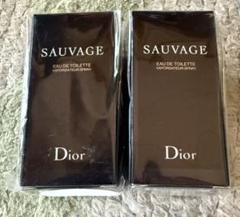 SAUVAGE
EAU DE TOILETTE
VAPORISATEUR SPRAY
Dior
SAUVAGE
EAU DE TOILETTE
VAPORISATEUR SPRAY
Dior